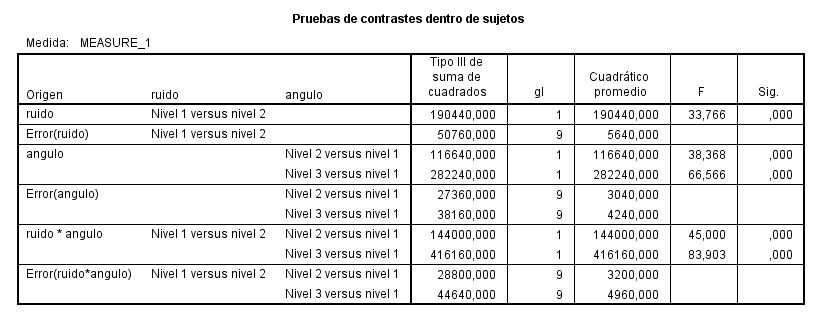 Pruebas de contrastes dentro de sujetos
Medida: MEASURE_1
Origen ruido angulo Tipo III de suma de cuadrados gl Cuadrático promedio F Sig.
ruido Nivel 1 versus nivel 2 190440,000 1 190440,000 33,766 ,000
Error(ruido) Nivel 1 versus nivel 2 50760,000 9 5640,000
angulo Nivel 2 versus nivel 1 116640,000 1 116640,000 38,368 ,000
Nivel 3 versus nivel 1 282240,000 1 282240,000 66,566 ,000
Error(angulo) Nivel 2 versus nivel 1 27360,000 9 3040,000
Nivel 3 versus nivel 1 38160,000 9 4240,000
ruido * angulo Nivel 1 versus nivel 2 Nivel 2 versus nivel 1 144000,000 1 144000,000 45,000 ,000
Nivel 3 versus nivel 1 416160,000 1 416160,000 83,903 ,000
Error(ruido*angulo) Nivel 1 versus nivel 2 Nivel 2 versus nivel 1 28800,000 9 3200,000
Nivel 3 versus nivel 1 44640,000 9 4960,000